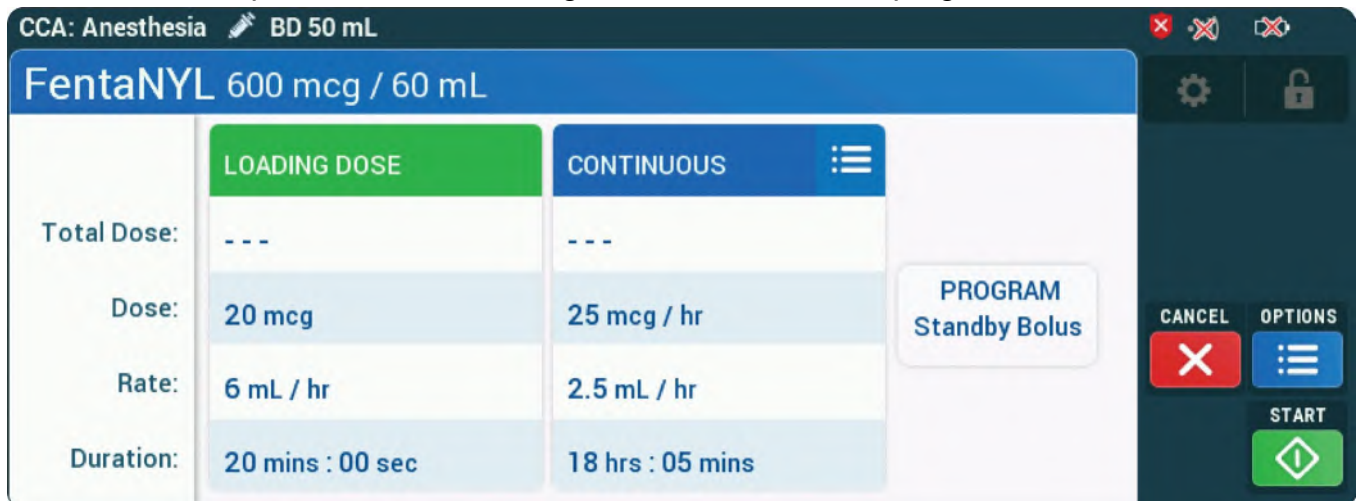 CCA: Anesthesia BD 50 mL
FentaNYL 600 mcg / 60 mL
LOADING DOSE CONTINUOUS
Total Dose: - - - - - -
Dose: 20 mcg 25 mcg / hr
PROGRAM
Standby Bolus
Rate: 6 mL / hr 2.5 mL / hr
Duration: 20 mins : 00 sec 18 hrs : 05 mins
CANCEL OPTIONS
START